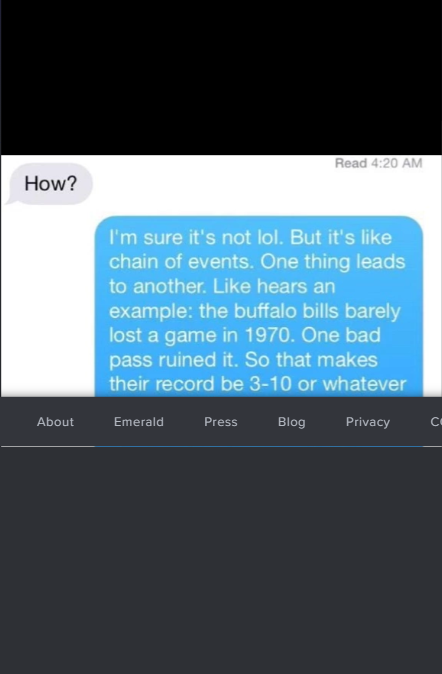 Read 4:20 AM
How?
I'm sure it's not lol. But it's like
chain of events. One thing leads
to another. Like hears an
example: the buffalo bills barely
lost a game in 1970. One bad
pass ruined it. So that makes
their record be 3-10 or whatever
About Emerald Press Blog Privacy